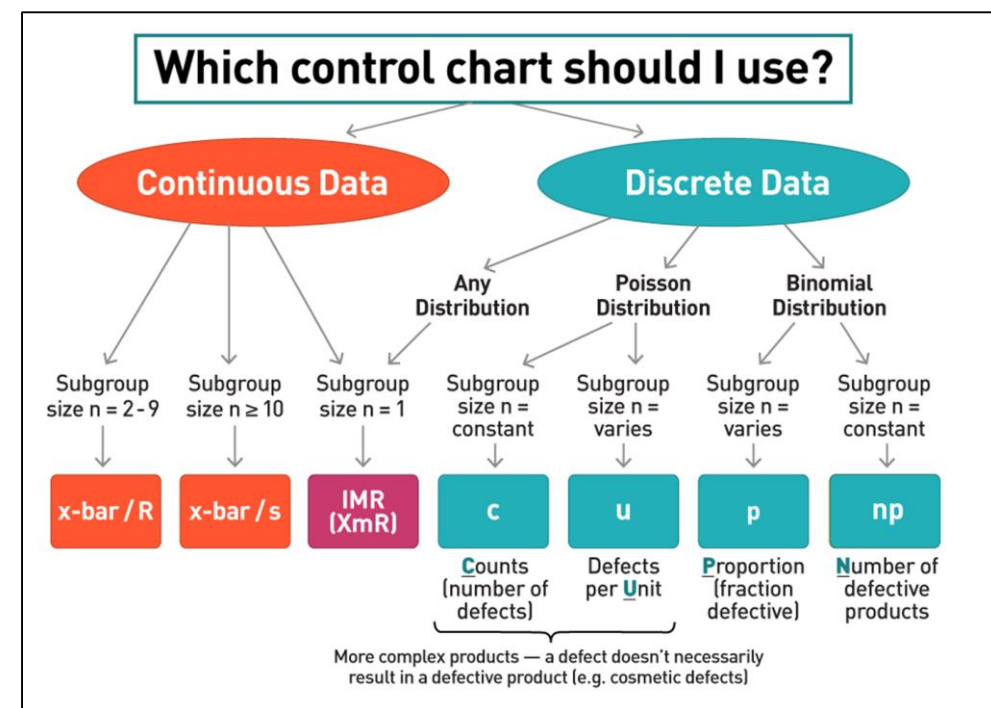 Which control chart should I use?
Continuous Data
Discrete Data
Any
Distribution
Poisson
Distribution
Binomial
Distribution
Subgroup
size n = 2 - 9
Subgroup
size n ≥ 10
Subgroup
size n = 1
Subgroup
size n =
constant
Subgroup
size n =
varies
Subgroup
size n =
varies
Subgroup
size n =
constant
x-bar / R
x-bar / s
IMR
(XmR)
c
u
p
np
Counts
(number of
defects)
Defects
per Unit
Proportion
(fraction
defective)
Number of
defective
products
More complex products — a defect doesn't necessarily
result in a defective product (e.g. cosmetic defects)